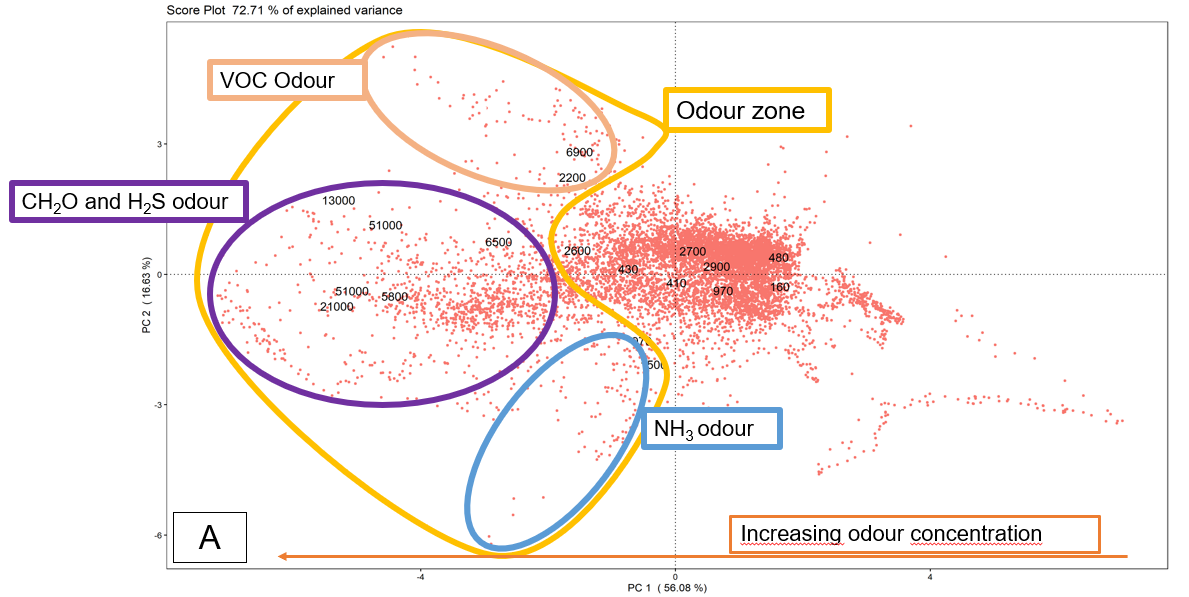 Score Plot 72.71 % of explained variance
VOC Odour
Odour zone
3
6900
2200
CH2O and H2S odour
13000
51000
6500
2600
2700
480
430
2900
0
410
970
160
51000
5800
21000
PC 2 ( 16.63 %)
-3
NH3 odour
A
-6
Increasing odour concentration
-4
0
4
PC 1 ( 56.08 %)